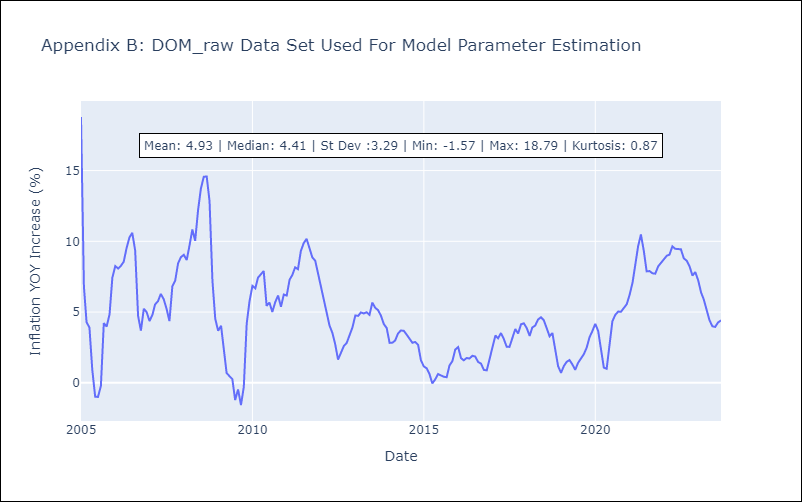 Appendix B: DOM_raw Data Set Used For Model Parameter Estimation
Mean: 4.93 | Median: 4.41 | St Dev :3.29 | Min: -1.57 | Max: 18.79 | Kurtosis: 0.87
Inflation YOY Increase (%)
15
10
5
0
2005
2010
2015
2020
Date